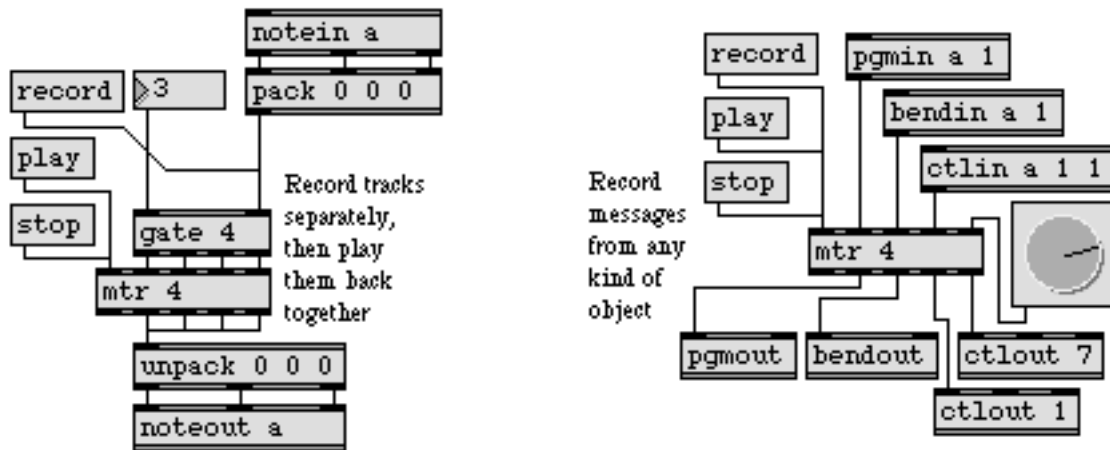 notein a
record
3
pack 0 0 0
play
stop
gate 4
Record tracks
separately,
then play
them back
together
mtr 4
unpack 0 0 0
noteout a
record
pgmin a 1
play
bendin a 1
stop
ctlin a 1 1
Record
messages
from any
kind of
object
mtr 4
pgmout
bendout
ctlout 7
ctlout 1